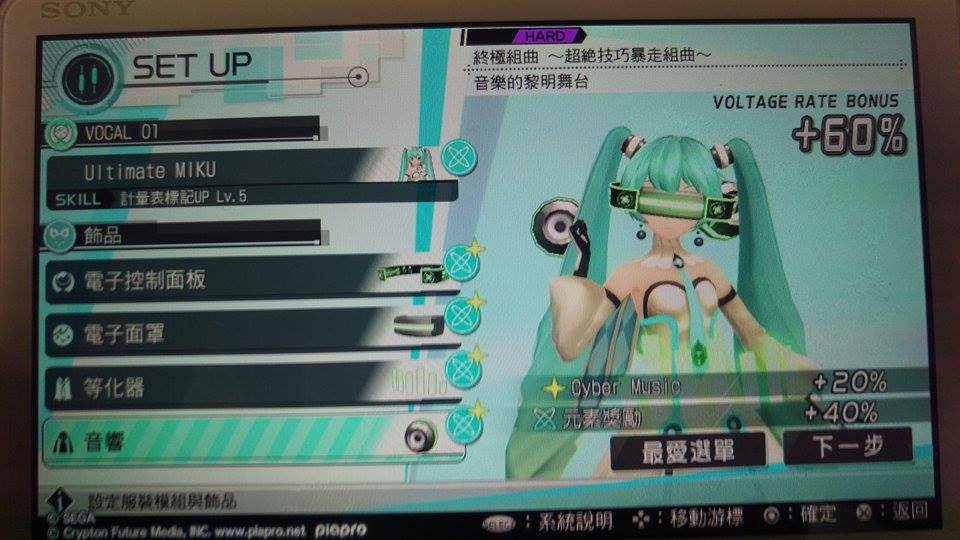 SONY
SET UP
HARD
終極組曲 ～超絶技巧暴走組曲～
音樂的黎明舞台
VOLTAGE RATE BONUS
+60%
VOCAL 01
Ultimate MIKU
SKILL 計量表標記UP Lv.5
飾品
電子控制面板
電子面罩
等化器
音響
Cyber Music +20%
元素獎勵 +40%
最愛選單 下一步
設定服裝模組與飾品
© SEGA
© Crypton Future Media, INC. www.piapro.net piapro
SELECT : 系統說明 : 移動游標 : 確定 : 返回